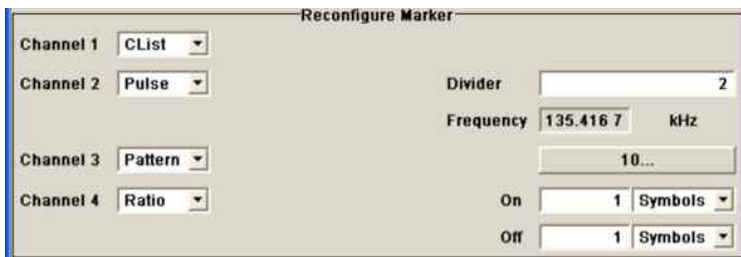 Reconfigure Marker
Channel 1 CList
Channel 2 Pulse Divider 2
Frequency 135.416 7 kHz
Channel 3 Pattern 10...
Channel 4 Ratio On 1 Symbols
Off 1 Symbols